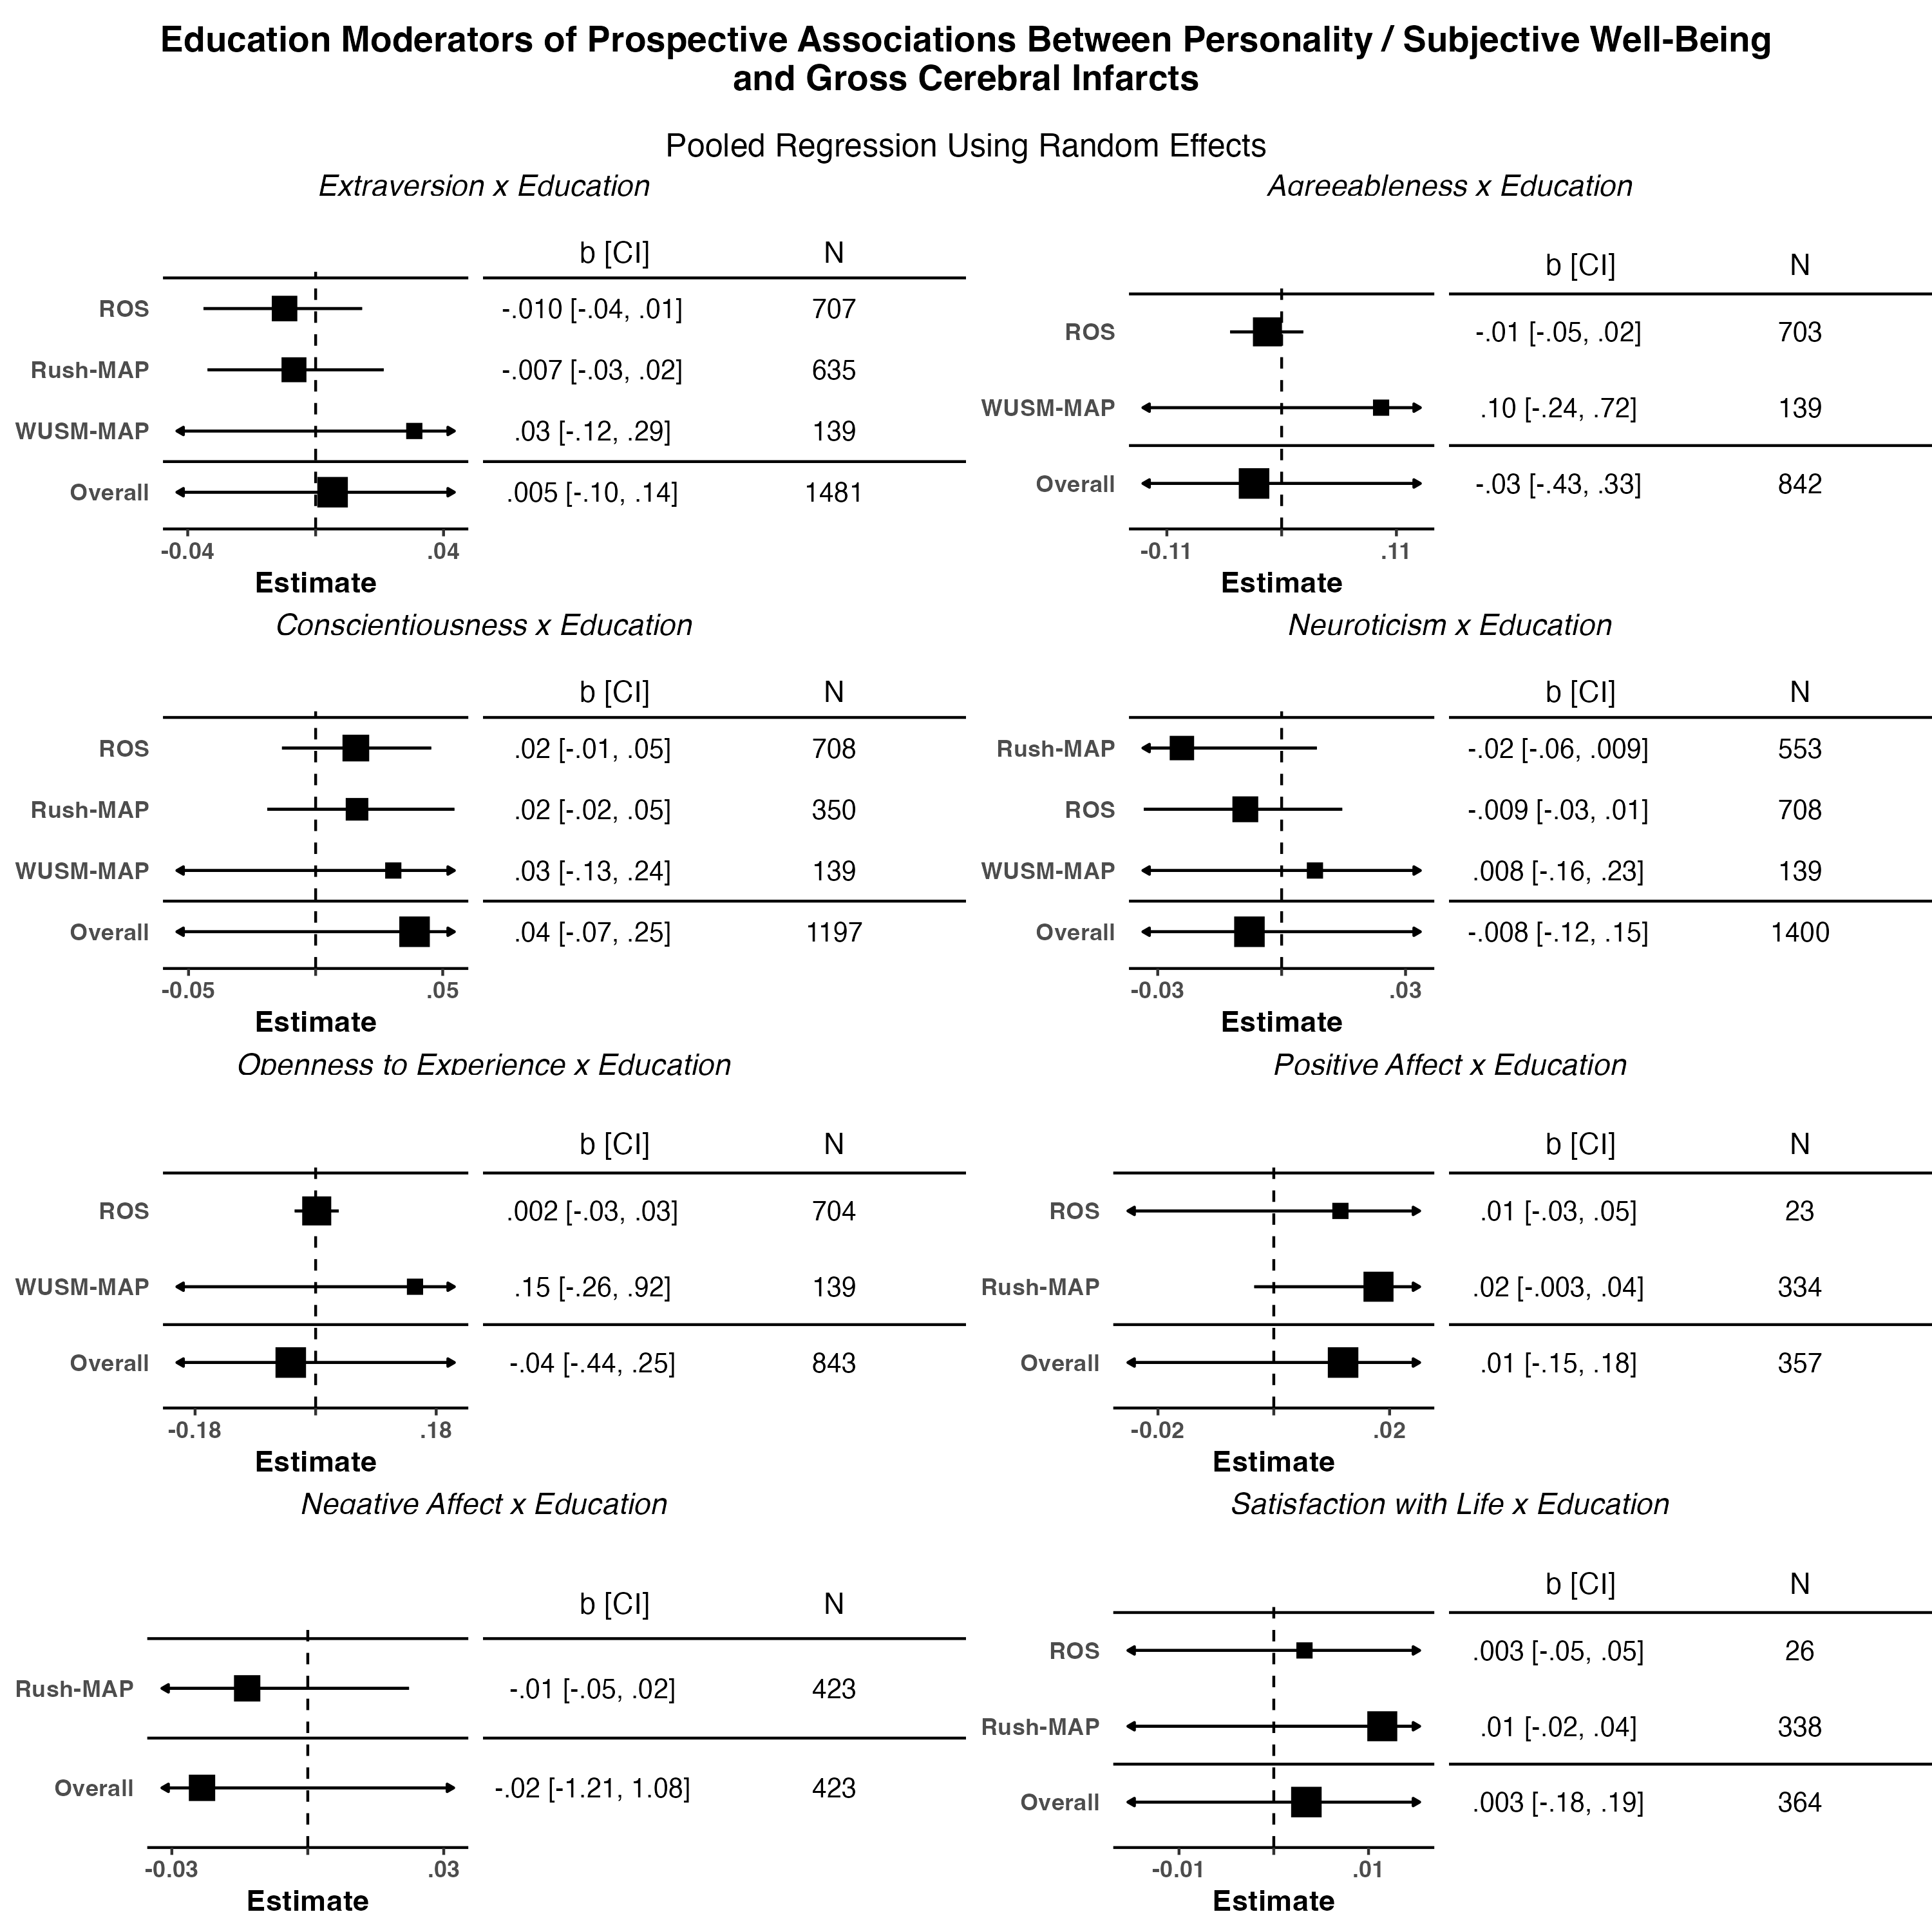 Education Moderators of Prospective Associations Between Personality / Subjective Well-Being
and Gross Cerebral Infarcts
Pooled Regression Using Random Effects
Extraversion x Education
b [CI] N
ROS -.010 [-.04, .01] 707
Rush-MAP -.007 [-.03, .02] 635
WUSM-MAP .03 [-.12, .29] 139
Overall .005 [-.10, .14] 1481
-0.04 .04
Estimate
Agreeableness x Education
b [CI] N
ROS -.01 [-.05, .02] 703
WUSM-MAP .10 [-.24, .72] 139
Overall -.03 [-.43, .33] 842
-0.11 .11
Estimate
Conscientiousness x Education
b [CI] N
ROS .02 [-.01, .05] 708
Rush-MAP .02 [-.02, .05] 350
WUSM-MAP .03 [-.13, .24] 139
Overall .04 [-.07, .25] 1197
-0.05 .05
Estimate
Neuroticism x Education
b [CI] N
Rush-MAP -.02 [-.06, .009] 553
ROS -.009 [-.03, .01] 708
WUSM-MAP .008 [-.16, .23] 139
Overall -.008 [-.12, .15] 1400
-0.03 .03
Estimate
Openness to Experience x Education
b [CI] N
ROS .002 [-.03, .03] 704
WUSM-MAP .15 [-.26, .92] 139
Overall -.04 [-.44, .25] 843
-0.18 .18
Estimate
Positive Affect x Education
b [CI] N
ROS .01 [-.03, .05] 23
Rush-MAP .02 [-.003, .04] 334
Overall .01 [-.15, .18] 357
-0.02 .02
Estimate
Negative Affect x Education
b [CI] N
Rush-MAP -.01 [-.05, .02] 423
Overall -.02 [-1.21, 1.08] 423
-0.03 .03
Estimate
Satisfaction with Life x Education
b [CI] N
ROS .003 [-.05, .05] 26
Rush-MAP .01 [-.02, .04] 338
Overall .003 [-.18, .19] 364
-0.01 .01
Estimate